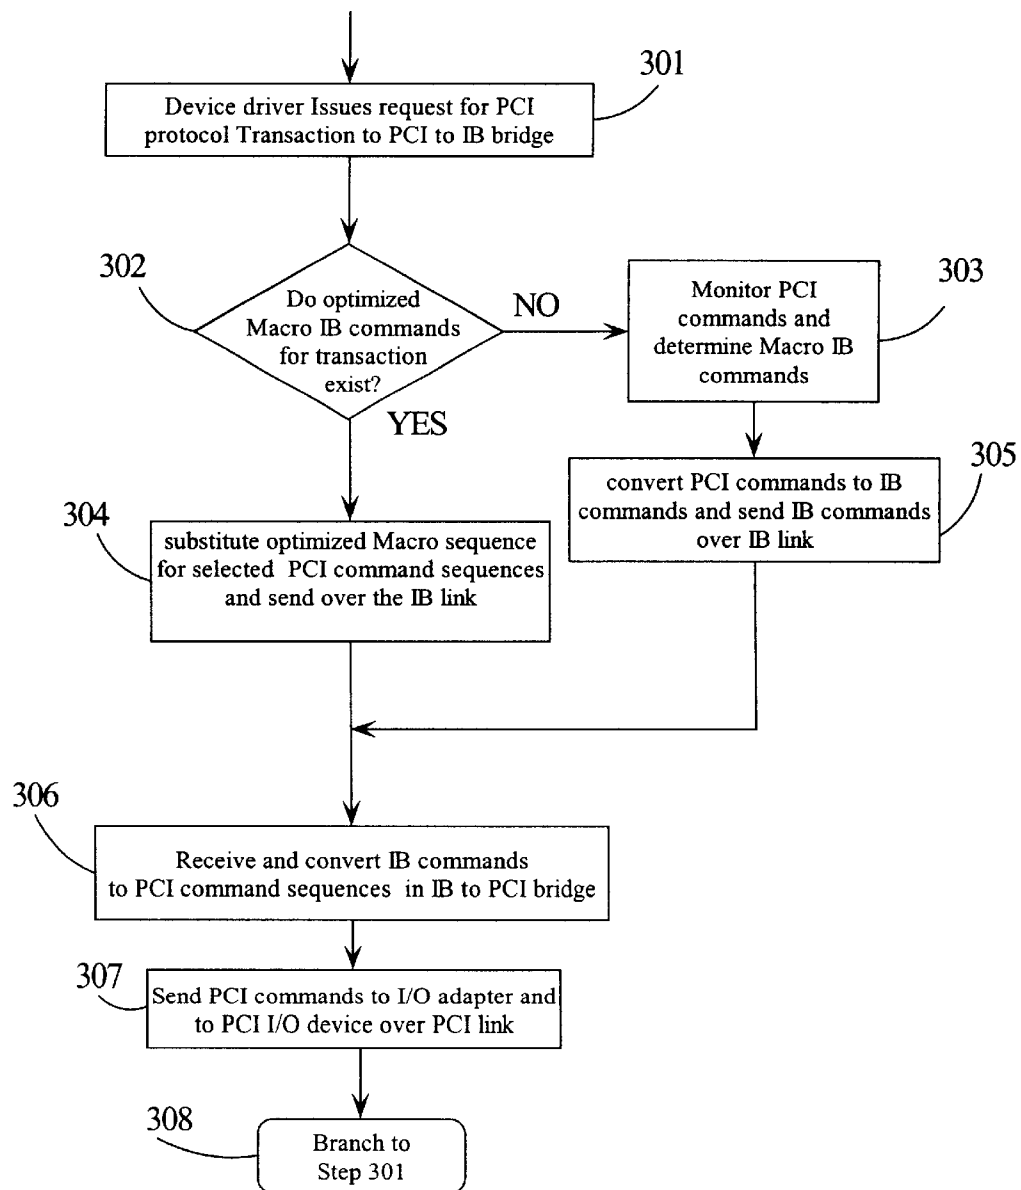 301
Device driver Issues request for PCI
protocol Transaction to PCI to IB bridge
302
Do optimized
Macro IB commands
for transaction
exist?
NO
YES
303
Monitor PCI
commands and
determine Macro IB
commands
305
convert PCI commands to IB
commands and send IB commands
over IB link
304
substitute optimized Macro sequence
for selected PCI command sequences
and send over the IB link
306
Receive and convert IB commands
to PCI command sequences in IB to PCI bridge
307
Send PCI commands to I/O adapter and
to PCI I/O device over PCI link
308
Branch to
Step 301